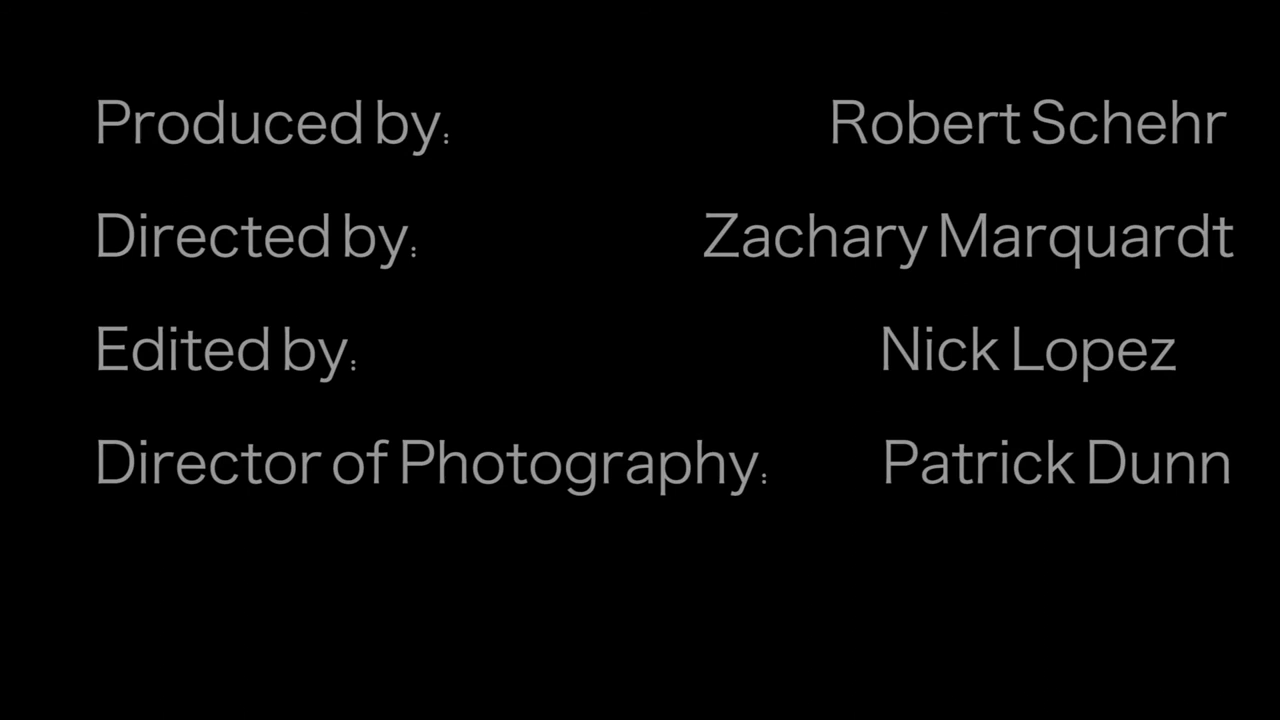 Produced by: Robert Schehr
Directed by: Zachary Marquardt
Edited by: Nick Lopez
Director of Photography: Patrick Dunn